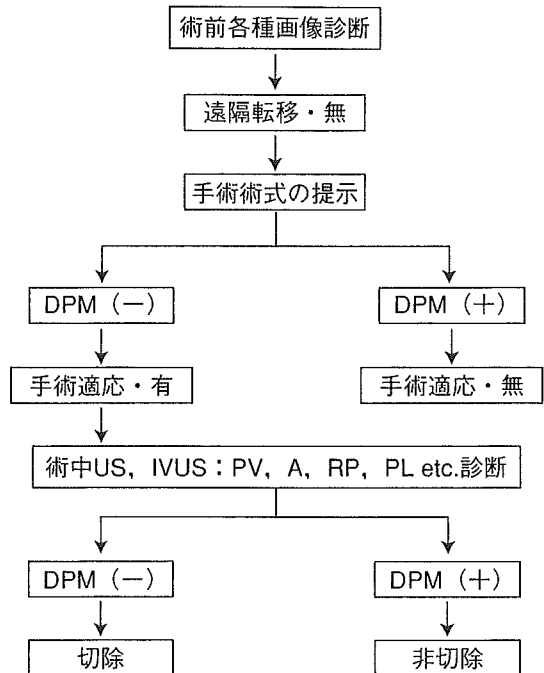 術前各種画像診断
遠隔転移・無
手術術式の提示
DPM（－）
DPM（＋）
手術適応・有
手術適応・無
術中US，IVUS：PV，A，RP，PL etc.診断
DPM（－）
DPM（＋）
切除
非切除